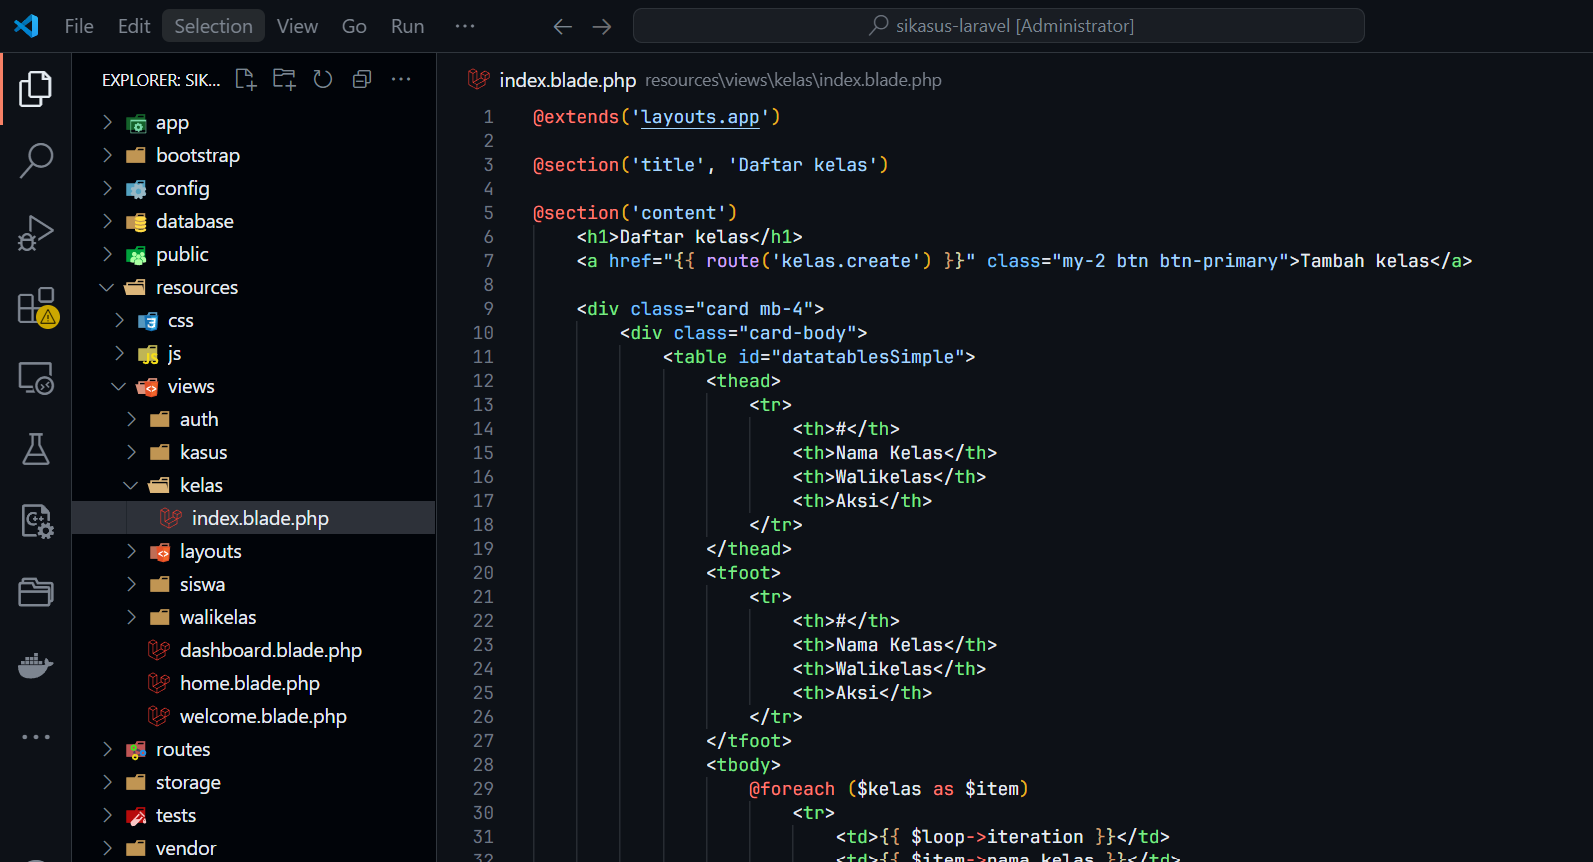 File Edit Selection View Go Run ···
sikasus-laravel [Administrator]
EXPLORER: SIK...
app
bootstrap
config
database
public
resources
css
js
views
auth
kasus
kelas
index.blade.php
layouts
siswa
walikelas
dashboard.blade.php
home.blade.php
welcome.blade.php
routes
storage
tests
vendor
index.blade.php resources\views\kelas\index.blade.php
1 @extends('layouts.app')
2
3 @section('title', 'Daftar kelas')
4
5 @section('content')
6 <h1>Daftar kelas</h1>
7 <a href="{{ route('kelas.create') }}" class="my-2 btn btn-primary">Tambah kelas</a>
8
9 <div class="card mb-4">
10 <div class="card-body">
11 <table id="datatablesSimple">
12 <thead>
13 <tr>
14 <th>#</th>
15 <th>Nama Kelas</th>
16 <th>Walikelas</th>
17 <th>Aksi</th>
18 </tr>
19 </thead>
20 <tfoot>
21 <tr>
22 <th>#</th>
23 <th>Nama Kelas</th>
24 <th>Walikelas</th>
25 <th>Aksi</th>
26 </tr>
27 </tfoot>
28 <tbody>
29 @foreach ($kelas as $item)
30 <tr>
31 <td>{{ $loop->iteration }}</td>
32 <td>{{ $item->nama_kelas }}</td>